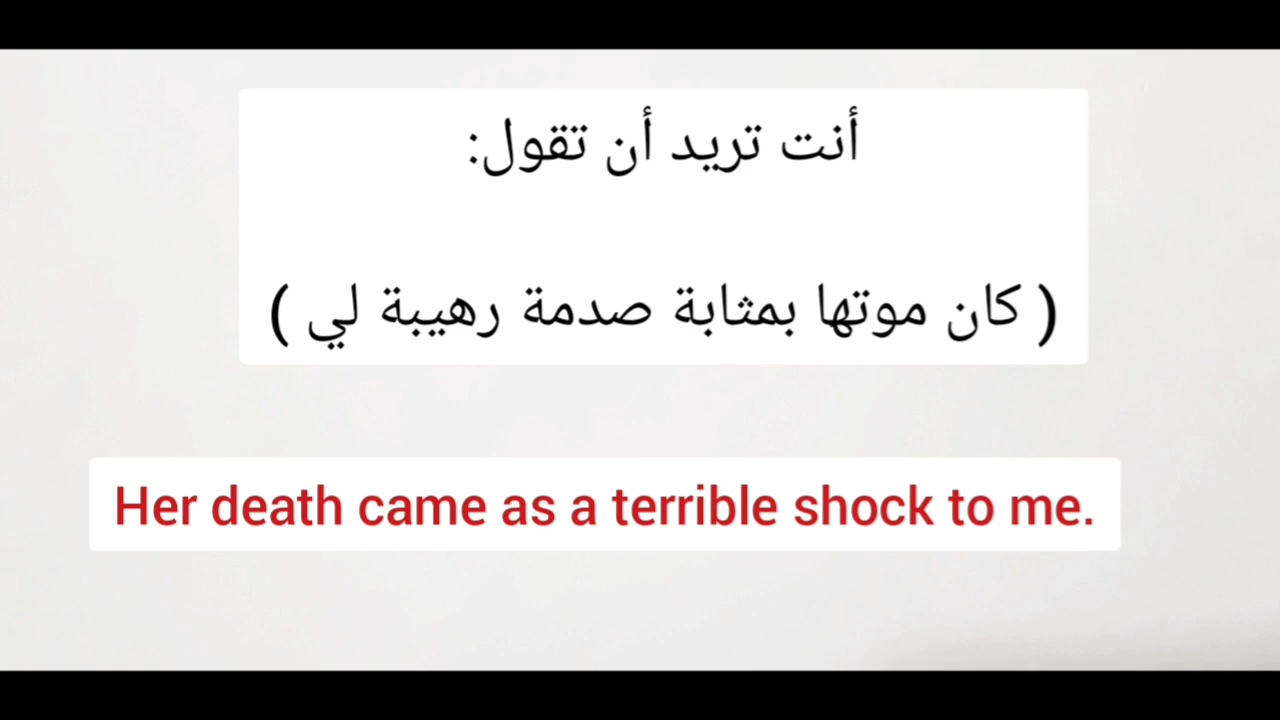 أنت تريد أن تقول:
( كان موتها بمثابة صدمة رهيبة لي )
Her death came as a terrible shock to me.